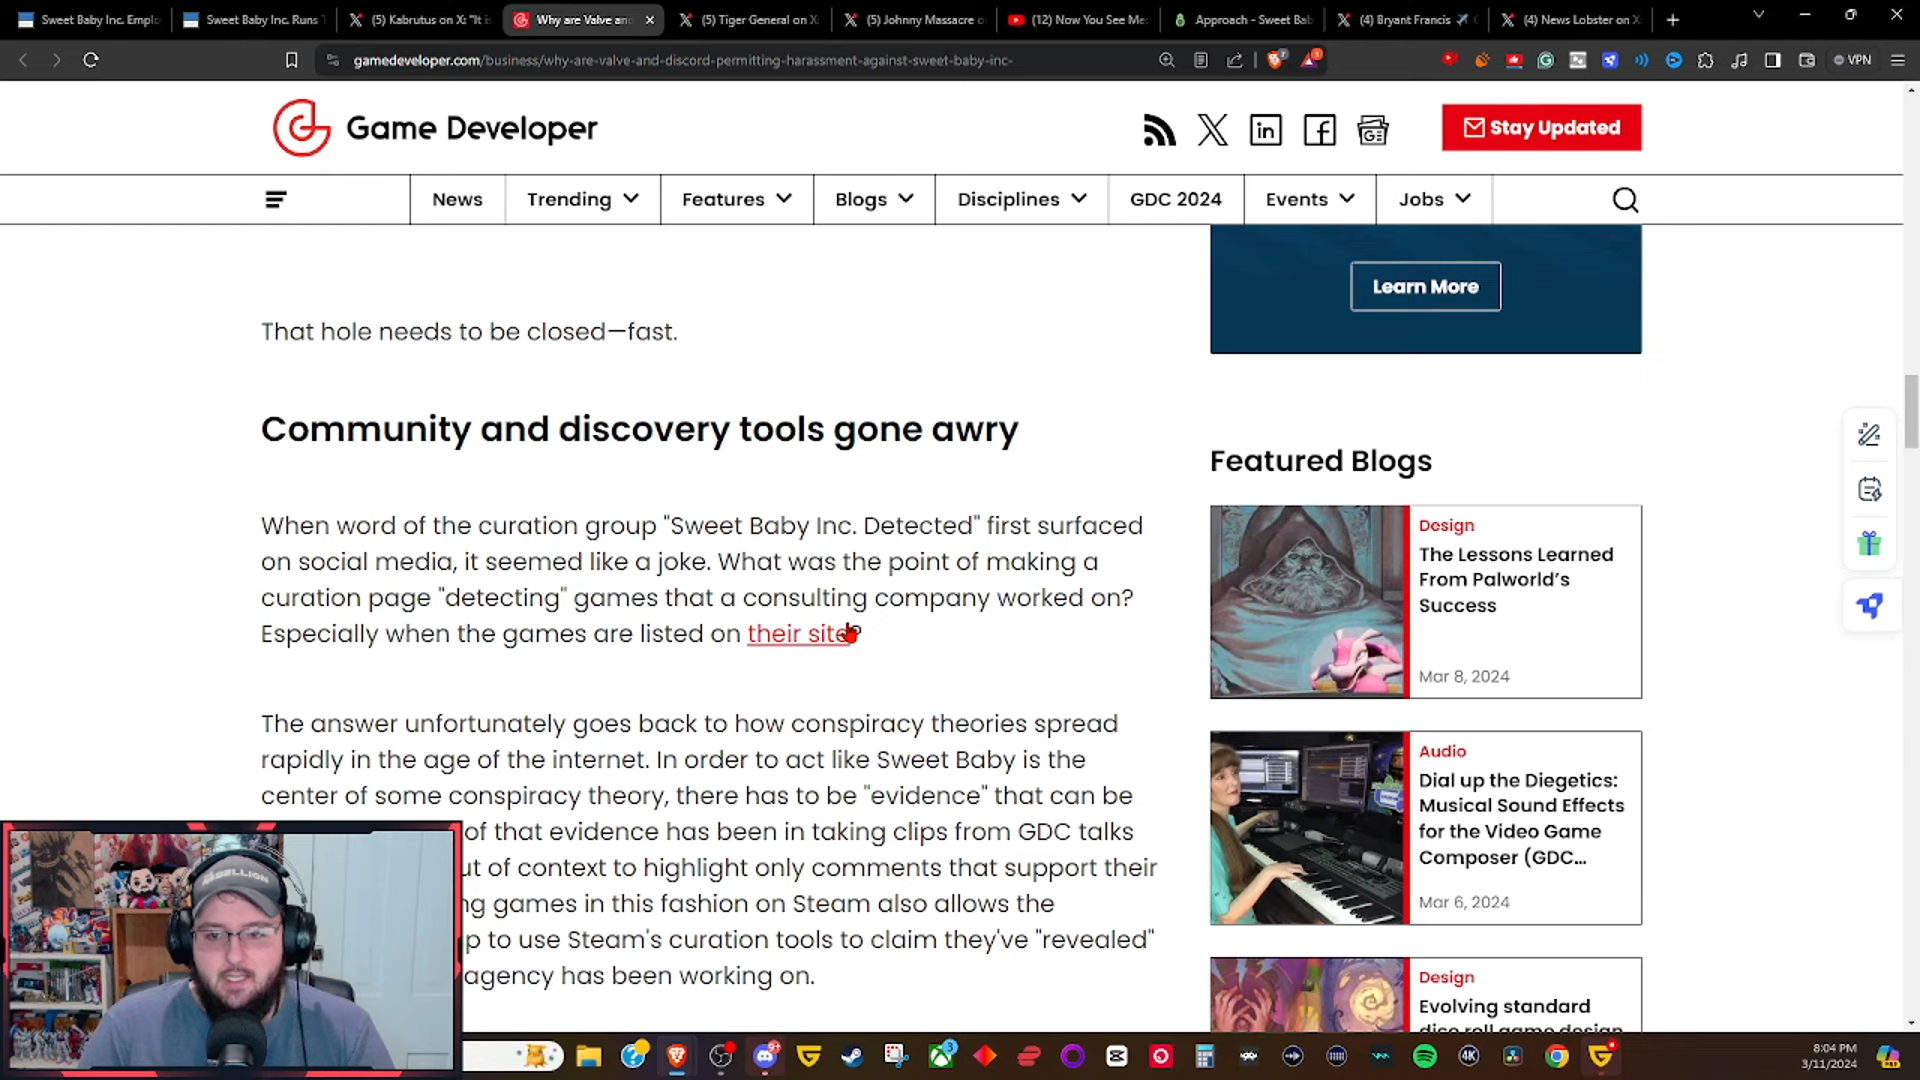 Sweet Baby Inc. Emplo
Sweet Baby Inc. Runs T
(5) Kabrutus on X: "It is
Why are Valve and
(5) Tiger General on X:
(5) Johnny Massacre o
(12) Now You See Me:
Approach - Sweet Bab
(4) Bryant Francis
(4) News Lobster on X
gamedeveloper.com/business/why-are-valve-and-discord-permitting-harassment-against-sweet-baby-inc-
VPN
Game Developer
Stay Updated
News
Trending
Features
Blogs
Disciplines
GDC 2024
Events
Jobs
Learn More
That hole needs to be closed—fast.
Community and discovery tools gone awry
When word of the curation group "Sweet Baby Inc. Detected" first surfaced
on social media, it seemed like a joke. What was the point of making a
curation page "detecting" games that a consulting company worked on?
Especially when the games are listed on their site?
The answer unfortunately goes back to how conspiracy theories spread
rapidly in the age of the internet. In order to act like Sweet Baby is the
center of some conspiracy theory, there has to be "evidence" that can be
of that evidence has been in taking clips from GDC talks
ut of context to highlight only comments that support their
ng games in this fashion on Steam also allows the
p to use Steam's curation tools to claim they've "revealed"
agency has been working on.
Featured Blogs
Design
The Lessons Learned
From Palworld's
Success
Mar 8, 2024
Audio
Dial up the Diegetics:
Musical Sound Effects
for the Video Game
Composer (GDC...
Mar 6, 2024
Design
Evolving standard
dice roll game design
REBELLION
8:04 PM
3/11/2024